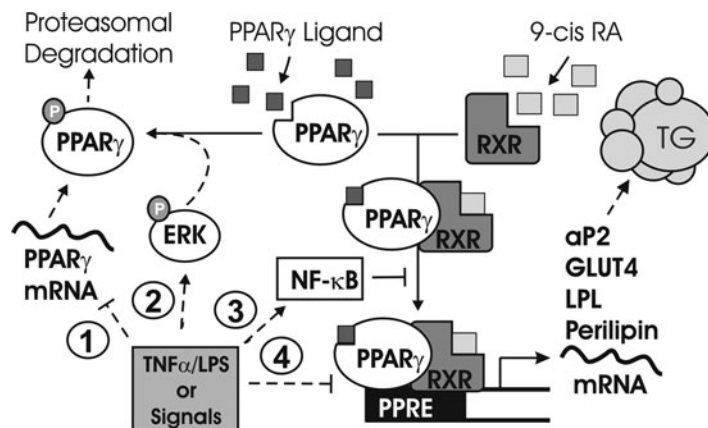 Proteasomal
Degradation
PPARγ Ligand
9-cis RA
P
PPARγ
PPARγ
RXR
TG
P
ERK
PPARγ
RXR
PPARγ
mRNA
NF-κB
aP2
GLUT4
LPL
Perilipin
mRNA
1
2
3
4
TNFα/LPS
or
Signals
PPARγ
RXR
PPRE